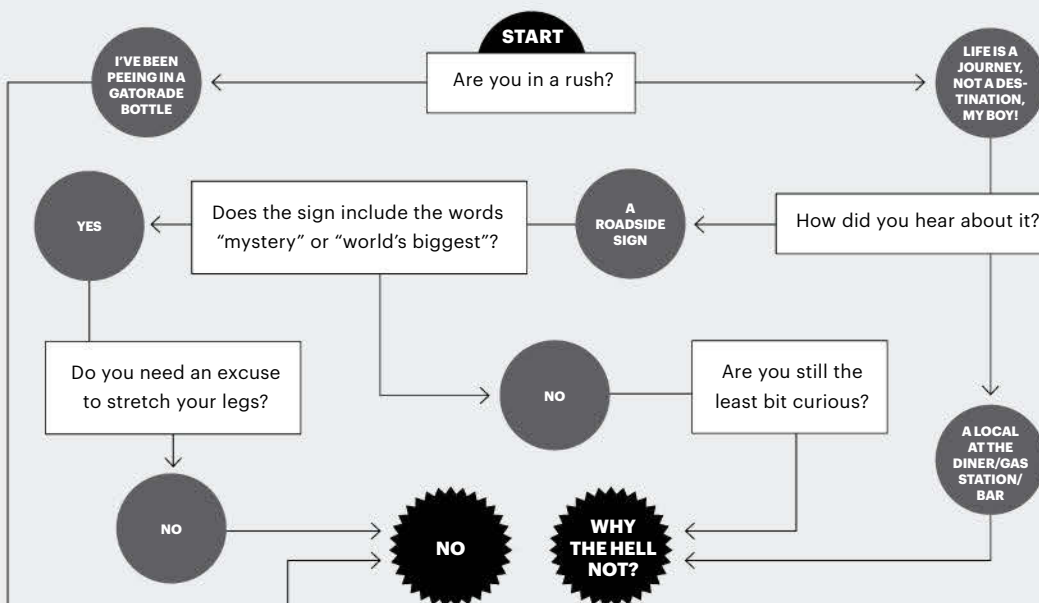 START
Are you in a rush?
I'VE BEEN
PEEING IN A
GATORADE
BOTTLE
LIFE IS A
JOURNEY,
NOT A DES-
TINATION,
MY BOY!
YES
Does the sign include the words
“mystery” or “world's biggest”?
A
ROADSIDE
SIGN
How did you hear about it?
Do you need an excuse
to stretch your legs?
NO
Are you still the
least bit curious?
A LOCAL
AT THE
DINER/GAS
STATION/
BAR
NO
NO
WHY
THE HELL
NOT?